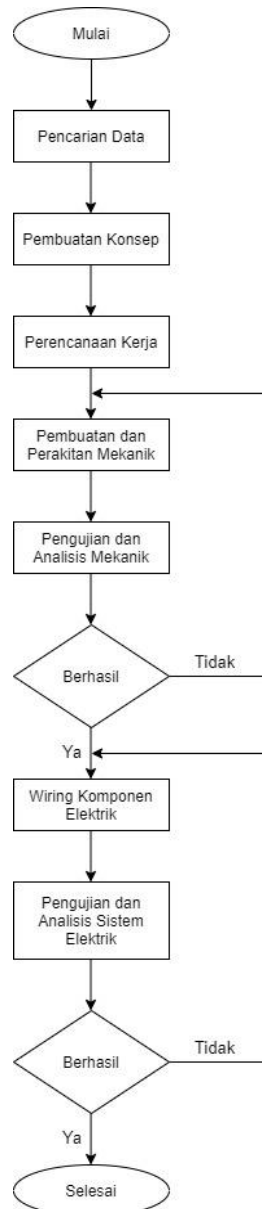 Mulai
Pencarian Data
Pembuatan Konsep
Perencanaan Kerja
Pembuatan dan
Perakitan Mekanik
Pengujian dan
Analisis Mekanik
Berhasil
Tidak
Ya
Wiring Komponen
Elektrik
Pengujian dan
Analisis Sistem
Elektrik
Berhasil
Tidak
Ya
Selesai